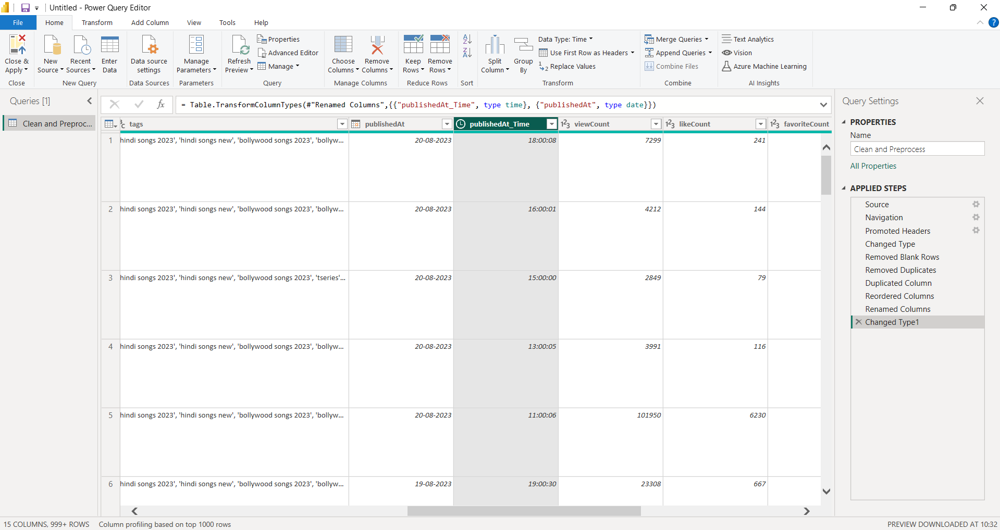 Untitled - Power Query Editor
File Home Transform Add Column View Tools Help
Close & Apply
Close
New Source
Recent Sources
Enter Data
New Query
Data source settings
Data Sources
Manage Parameters
Parameters
Refresh Preview
Properties
Advanced Editor
Manage
Query
Choose Columns
Remove Columns
Manage Columns
Keep Rows
Remove Rows
Reduce Rows
Sort
Split Column
Group By
Data Type: Time
Use First Row as Headers
Replace Values
Transform
Merge Queries
Append Queries
Combine Files
Combine
Text Analytics
Vision
Azure Machine Learning
AI Insights
Queries [1]
Clean and Preproc...
fx = Table.TransformColumnTypes(#"Renamed Columns",{{"publishedAt_Time", type time}, {"publishedAt", type date}})
tags publishedAt publishedAt_Time viewCount likeCount favoriteCount
1 hindi songs 2023', 'hindi songs new', 'bollywood songs 2023', 'bollyw... 20-08-2023 18:00:08 7299 241
2 hindi songs 2023', 'hindi songs new', 'bollywood songs 2023', 'bollyw... 20-08-2023 16:00:01 4212 144
3 hindi songs 2023', 'hindi songs new', 'bollywood songs 2023', 'tseries'... 20-08-2023 15:00:00 2849 79
4 hindi songs 2023', 'hindi songs new', 'bollywood songs 2023', 'bollyw... 20-08-2023 13:00:05 3991 116
5 hindi songs 2023', 'hindi songs new', 'bollywood songs 2023', 'bollyw... 20-08-2023 11:00:06 101950 6230
6 hindi songs 2023', 'hindi songs new', 'bollywood songs 2023', 'bollyw... 19-08-2023 19:00:30 23308 667
Query Settings
PROPERTIES
Name
Clean and Preprocess
All Properties
APPLIED STEPS
Source
Navigation
Promoted Headers
Changed Type
Removed Blank Rows
Removed Duplicates
Duplicated Column
Reordered Columns
Renamed Columns
Changed Type1
15 COLUMNS, 999+ ROWS Column profiling based on top 1000 rows
PREVIEW DOWNLOADED AT 10:32